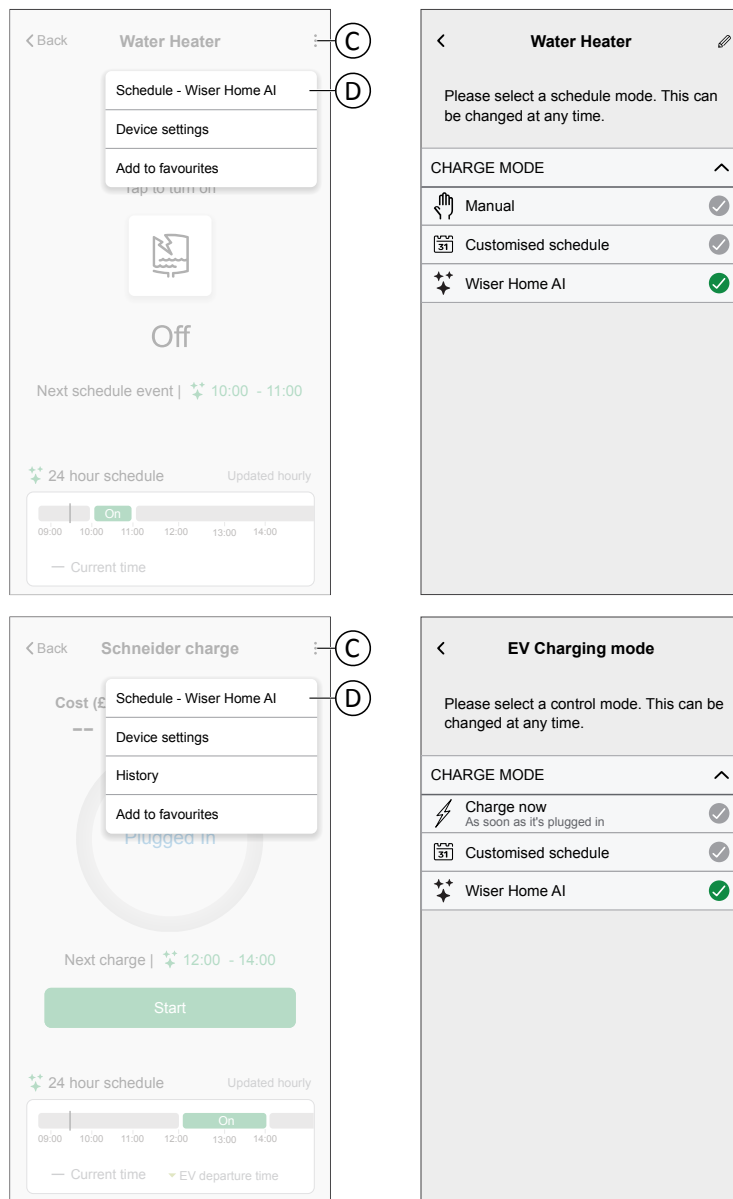 Back
Water Heater
C
Schedule - Wiser Home AI
D
Device settings
Add to favourites
Tap to turn on
Off
Next schedule event | 10:00 - 11:00
24 hour schedule
Updated hourly
On
09:00 10:00 11:00 12:00 13:00 14:00
Current time
Water Heater
Please select a schedule mode. This can
be changed at any time.
CHARGE MODE
Manual
31 Customised schedule
Wiser Home AI
Back
Schneider charge
C
Cost (£
--
Schedule - Wiser Home AI
D
Device settings
History
Add to favourites
Plugged In
Next charge | 12:00 - 14:00
Start
24 hour schedule
Updated hourly
On
09:00 10:00 11:00 12:00 13:00 14:00
Current time
EV departure time
EV Charging mode
Please select a control mode. This can be
changed at any time.
CHARGE MODE
Charge now
As soon as it's plugged in
31 Customised schedule
Wiser Home AI